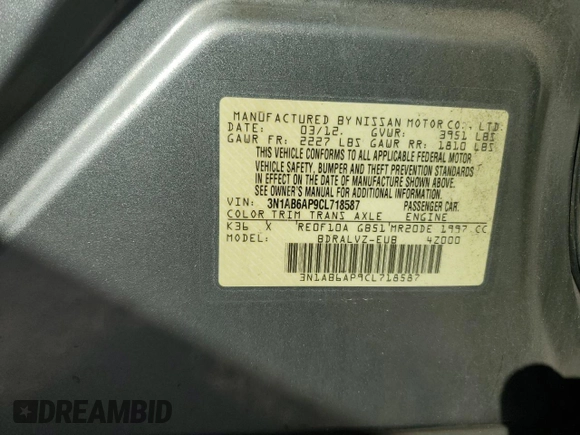 MANUFACTURED BY NISSAN MOTOR CO., LTD.
DATE: 03/12. GVWR: 3951 LBS
GAWR FR: 2227 LBS GAWR RR: 1810 LBS
THIS VEHICLE CONFORMS TO ALL APPLICABLE FEDERAL MOTOR
VEHICLE SAFETY, BUMPER AND THEFT PREVENTION STANDARDS
IN EFFECT ON THE DATE OF MANUFACTURE SHOWN ABOVE.
SEE OWNER'S MANUAL FOR ADDITIONAL INFORMATION.
VIN: 3N1AB6AP9CL718587 PASSENGER CAR.
COLOR TRIM TRANS AXLE ENGINE
K36 X 'RE0F10A GB51'MR20DE 1997 CC
MODEL: BDRALVZ-EUB 4Z000
3N1AB6AP9CL718587
DREAMBID